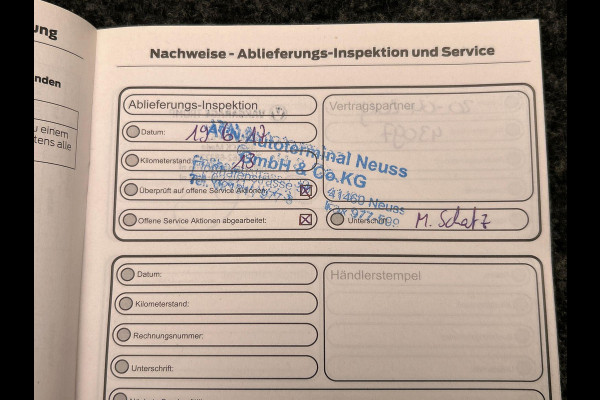 ung
nden
u einem
tens alle
Nachweise - Ablieferungs-Inspektion und Service
Ablieferungs-Inspektion
Vertragspartner
Datum:
Autoterminal Neuss
Kilometerstand: 13
GmbH & Co.KG
Überprüft auf offene Service Aktionen:
41460 Neuss
Offene Service Aktionen abgearbeitet:
Unterschrift: M. Schatz
Datum:
Händlerstempel
Kilometerstand:
Rechnungsnummer:
Unterschrift: